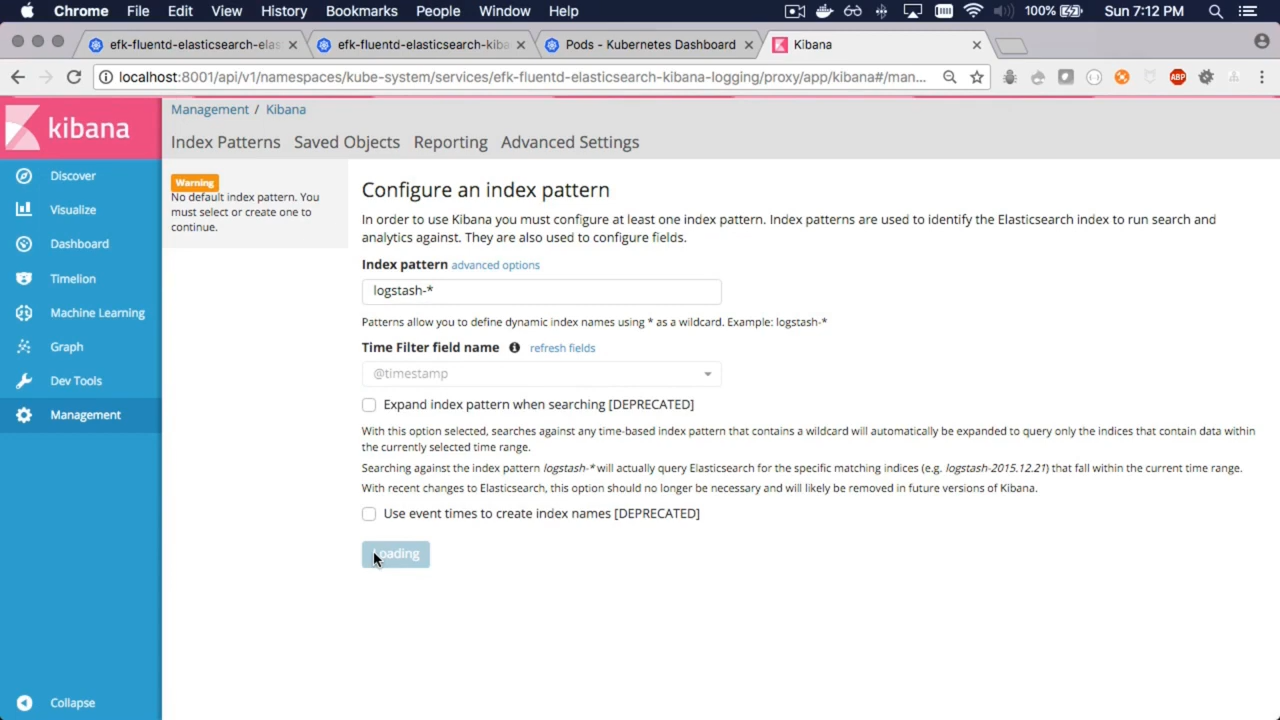 Chrome File Edit View History Bookmarks People Window Help 100% Sun 7:12 PM
efk-fluentd-elasticsearch-elas efk-fluentd-elasticsearch-kiba Pods - Kubernetes Dashboard Kibana
localhost:8001/api/v1/namespaces/kube-system/services/efk-fluentd-elasticsearch-kibana-logging/proxy/app/kibana#/man... ABP
kibana
Discover
Visualize
Dashboard
Timelion
Machine Learning
Graph
Dev Tools
Management
Collapse
Management / Kibana
Index Patterns Saved Objects Reporting Advanced Settings
Warning
No default index pattern. You
must select or create one to
continue.
Configure an index pattern
In order to use Kibana you must configure at least one index pattern. Index patterns are used to identify the Elasticsearch index to run search and
analytics against. They are also used to configure fields.
Index pattern advanced options
logstash-*
Patterns allow you to define dynamic index names using * as a wildcard. Example: logstash-*
Time Filter field name refresh fields
@timestamp
Expand index pattern when searching [DEPRECATED]
With this option selected, searches against any time-based index pattern that contains a wildcard will automatically be expanded to query only the indices that contain data within
the currently selected time range.
Searching against the index pattern logstash-* will actually query Elasticsearch for the specific matching indices (e.g. logstash-2015.12.21) that fall within the current time range.
With recent changes to Elasticsearch, this option should no longer be necessary and will likely be removed in future versions of Kibana.
Use event times to create index names [DEPRECATED]
Loading